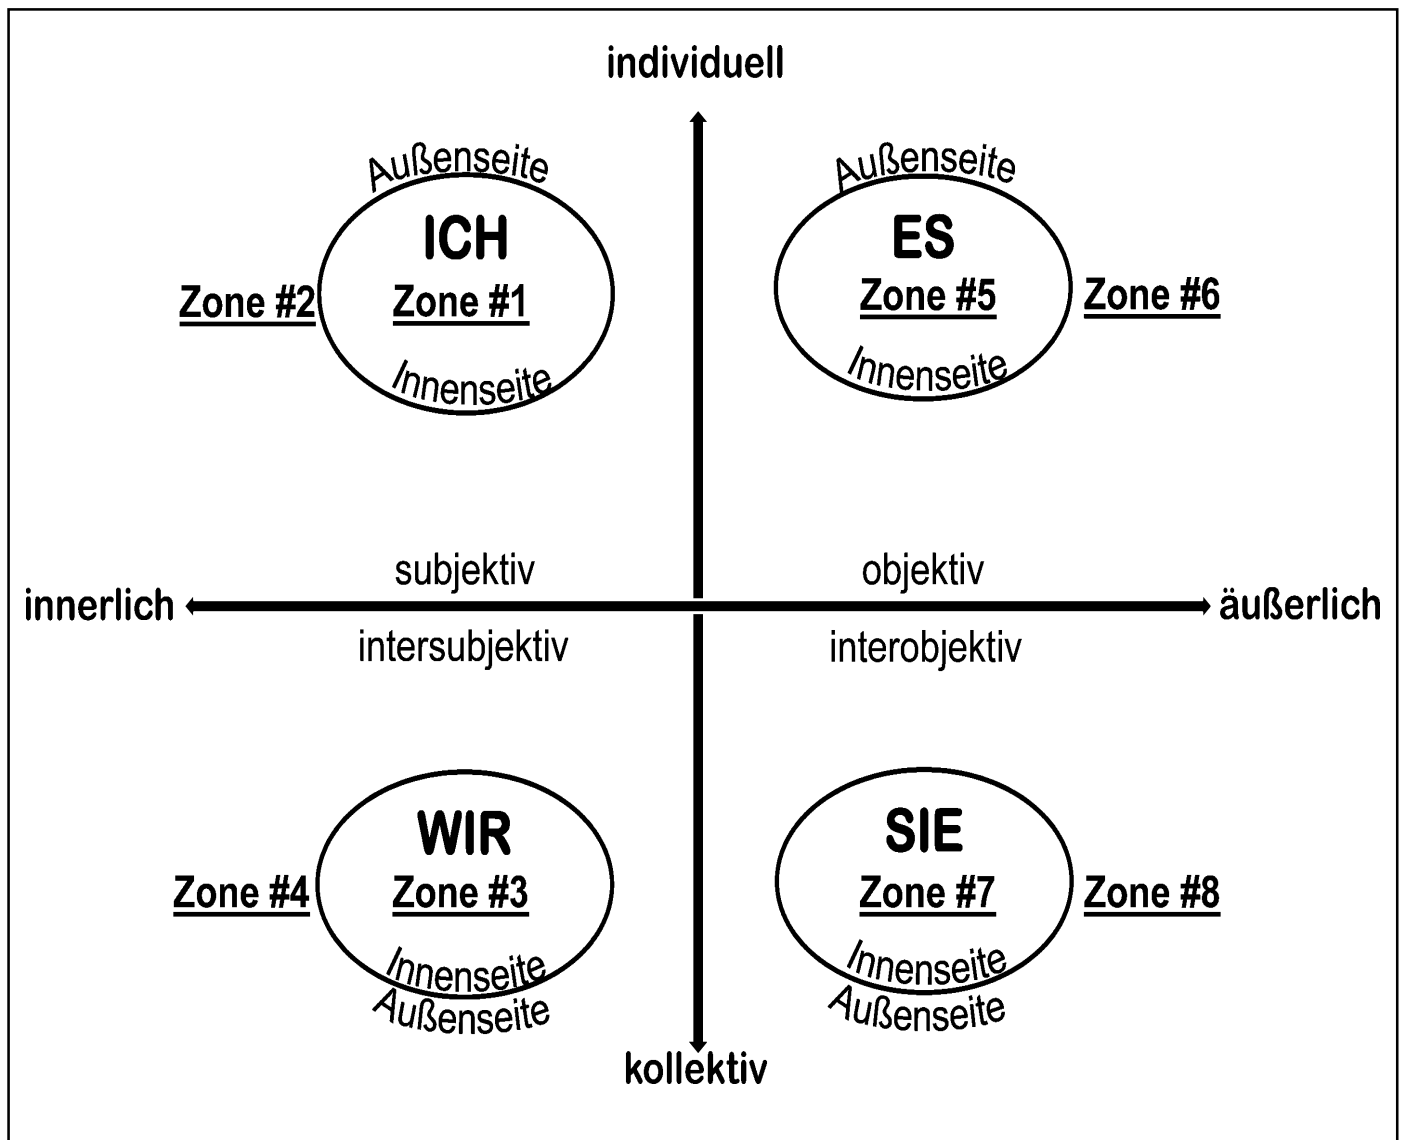 individuell
Außenseite
ICH
Zone #2
Zone #1
Innenseite
Außenseite
ES
Zone #5
Zone #6
Innenseite
subjektiv
objektiv
innerlich
äußerlich
intersubjektiv
interobjektiv
WIR
Zone #4
Zone #3
Innenseite
Außenseite
SIE
Zone #7
Zone #8
Innenseite
Außenseite
kollektiv